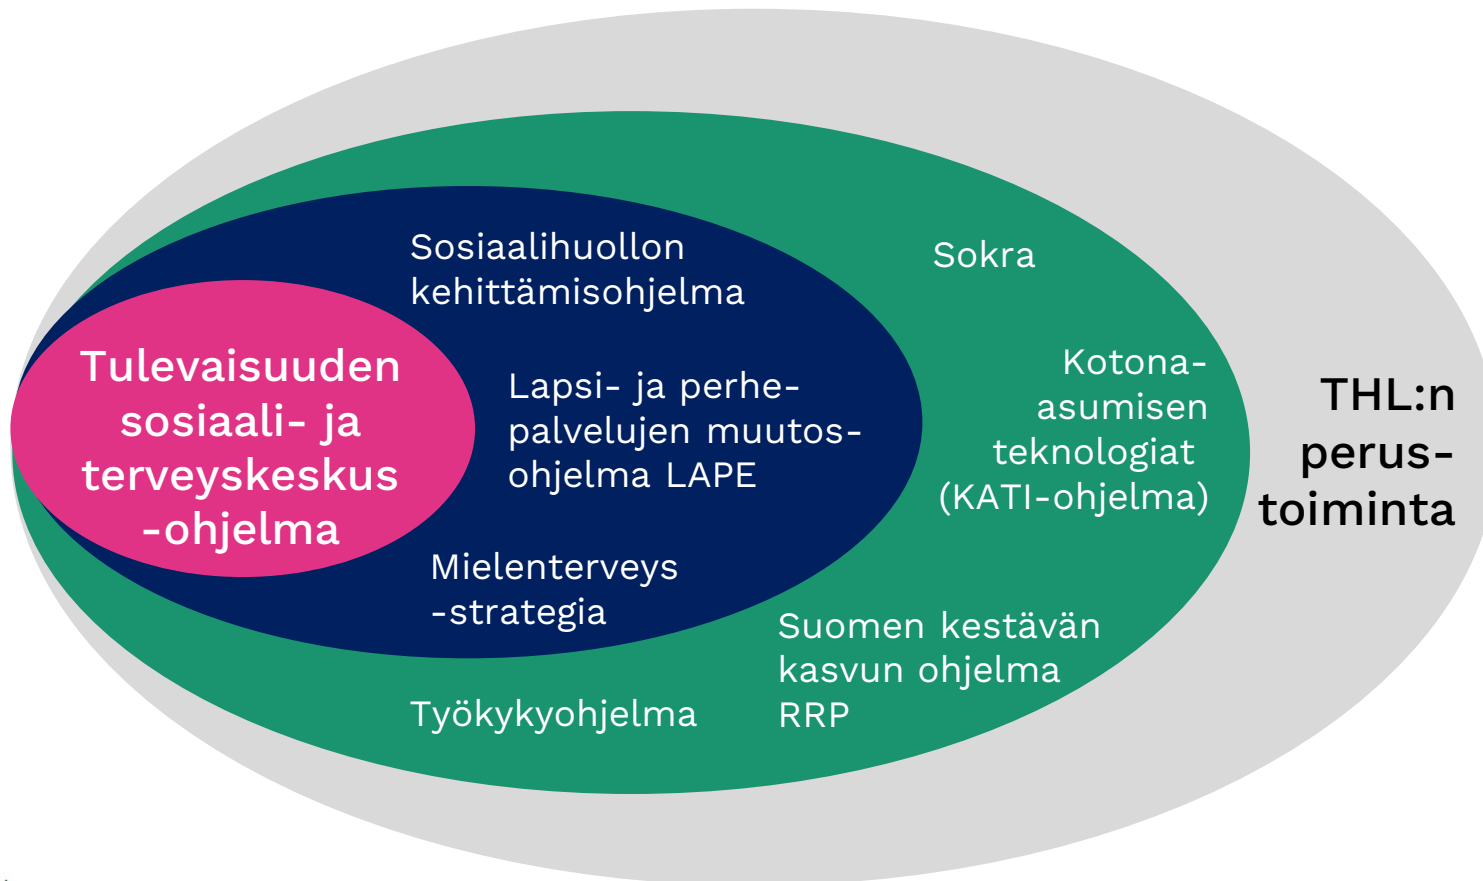 Tulevaisuuden
sosiaali- ja
terveyskeskus
-ohjelma
Sosiaalihuollon
kehittämisohjelma
Lapsi- ja perhe-
palvelujen muutos-
ohjelma LAPE
Mielenterveys
-strategia
Sokra
Kotona-
asumisen
teknologiat
(KATI-ohjelma)
Suomen kestävän
kasvun ohjelma
RRP
Työkykyohjelma
THL:n
perus-
toiminta